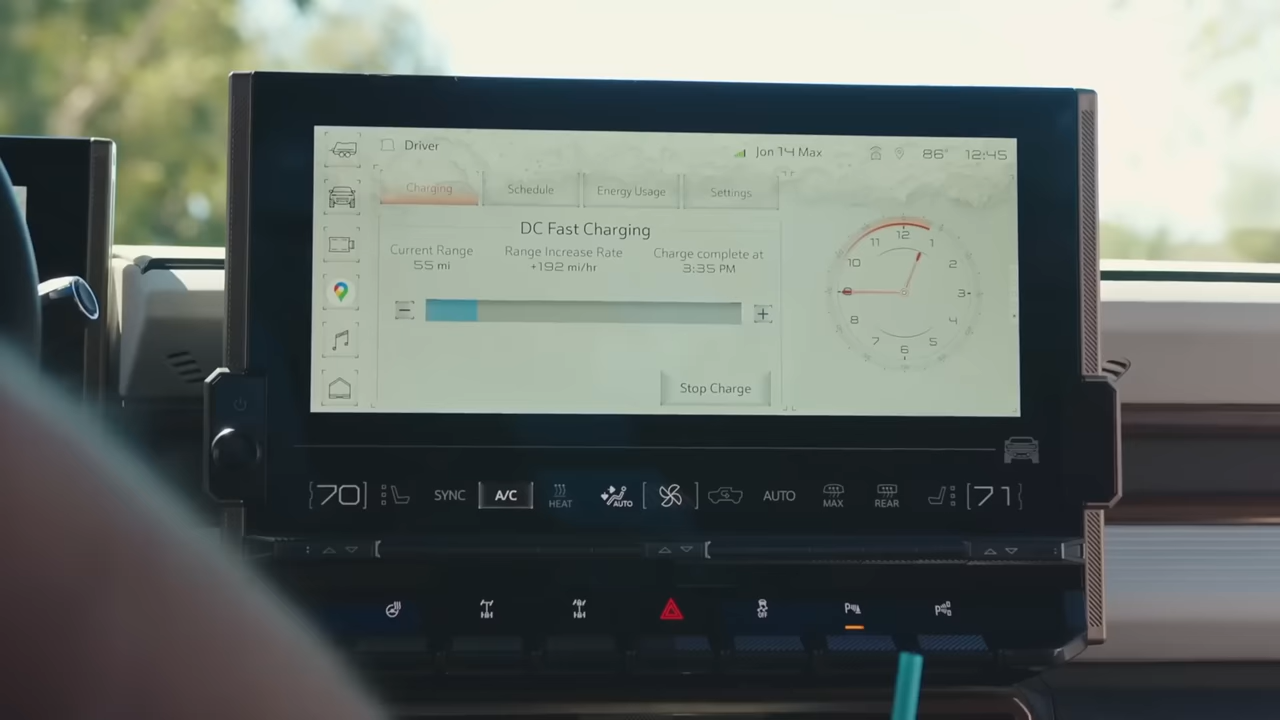 Driver
Jon 14 Max
86° 12:45
Charging
Schedule
Energy Usage
Settings
DC Fast Charging
Current Range
55 mi
Range Increase Rate
+192 mi/hr
Charge complete at
3:35 PM
Stop Charge
12
1
2
3
4
5
6
7
8
10
11
70
SYNC
A/C
HEAT
AUTO
AUTO
MAX
REAR
71
OFF
P
P